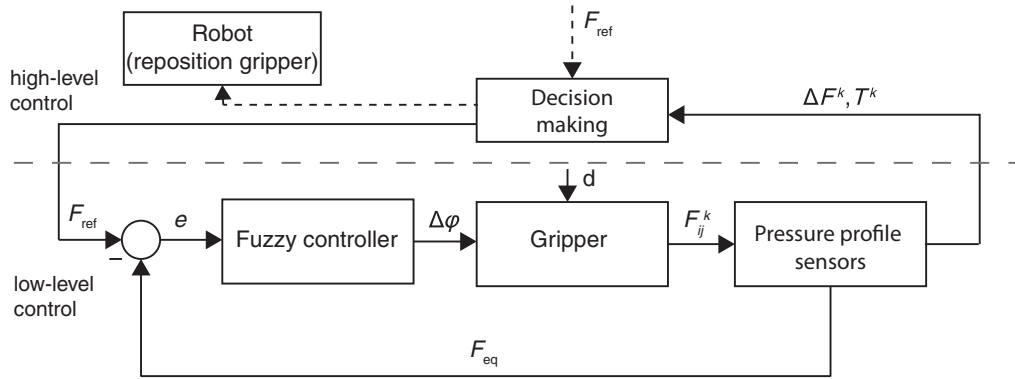 F_ref
Robot
(reposition gripper)
high-level
control
Decision
making
ΔF^k, T^k
d
F_ref
e
Fuzzy controller
Δφ
Gripper
F_ij^k
Pressure profile
sensors
−
low-level
control
F_eq